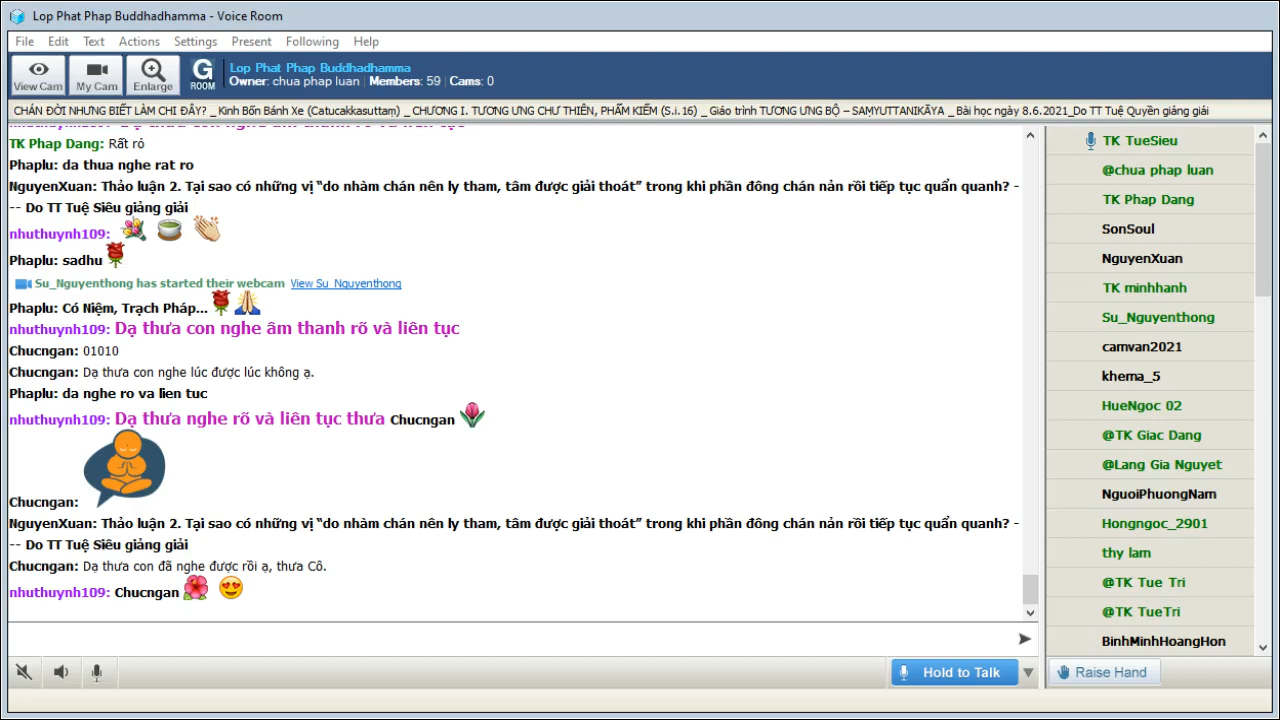 Lop Phat Phap Buddhadhamma - Voice Room
File Edit Text Actions Settings Present Following Help
View Cam My Cam Enlarge G ROOM
Lop Phat Phap Buddhadhamma
Owner: chua phap luan Members: 59 Cams: 0
CHÁN ĐỜI NHƯNG BIẾT LÀM CHI ĐÂY? _ Kinh Bốn Bánh Xe (Catucakkasuttaṃ) _ CHƯƠNG I. TƯƠNG ƯNG CHƯ THIÊN, PHẨM KIẾM (S.i.16) _ Giáo trình TƯƠNG ƯNG BỘ – SAṂYUTTANIKĀYA _ Bài học ngày 8.6.2021_Do TT Tuệ Quyền giảng giải
TK Phap Dang: Rất rỏ
Phaplu: da thua nghe rat ro
NguyenXuan: Thảo luận 2. Tại sao có những vị “do nhàm chán nên ly tham, tâm được giải thoát” trong khi phần đông chán nản rồi tiếp tục quẩn quanh? -
-- Do TT Tuệ Siêu giảng giải
nhuthuynh109:
Phaplu: sadhu
Su_Nguyenthong has started their webcam View Su_Nguyenthong
Phaplu: Có Niệm, Trạch Pháp...
nhuthuynh109: Dạ thưa con nghe âm thanh rõ và liên tục
Chucngan: 01010
Chucngan: Dạ thưa con nghe lúc được lúc không ạ.
Phaplu: da nghe ro va lien tuc
nhuthuynh109: Dạ thưa nghe rõ và liên tục thưa Chucngan
Chucngan:
NguyenXuan: Thảo luận 2. Tại sao có những vị “do nhàm chán nên ly tham, tâm được giải thoát” trong khi phần đông chán nản rồi tiếp tục quẩn quanh? -
-- Do TT Tuệ Siêu giảng giải
Chucngan: Dạ thưa con đã nghe được rồi ạ, thưa Cô.
nhuthuynh109: Chucngan
Hold to Talk
TK TueSieu
@chua phap luan
TK Phap Dang
SonSoul
NguyenXuan
TK minhhanh
Su_Nguyenthong
camvan2021
khema_5
HueNgoc 02
@TK Giac Dang
@Lang Gia Nguyet
NguoiPhuongNam
Hongngoc_2901
thy lam
@TK Tue Tri
@TK TueTri
BinhMinhHoangHon
Raise Hand